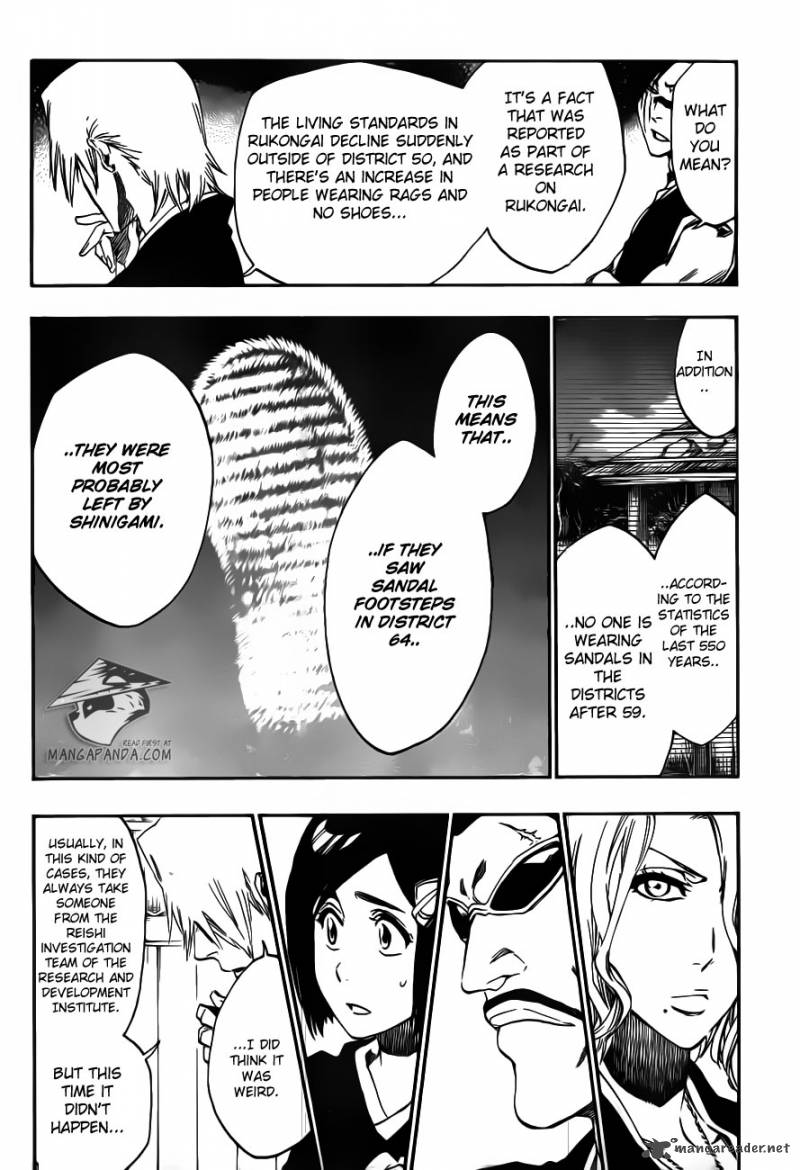 WHAT
DO
YOU
MEAN?
IT'S A FACT
THAT WAS
REPORTED
AS PART OF
A RESEARCH
ON
RUKONGAI.
THE LIVING STANDARDS IN
RUKONGAI DECLINE SUDDENLY
OUTSIDE OF DISTRICT 50, AND
THERE'S AN INCREASE IN
PEOPLE WEARING RAGS AND
NO SHOES...
IN
ADDITION
..
..ACCORD-
ING TO THE
STATISTICS
OF THE
LAST 550
YEARS..
..NO ONE IS
WEARING
SANDALS IN
THE
DISTRICTS
AFTER 59.
THIS
MEANS
THAT..
..IF THEY
SAW
SANDAL
FOOTSTEPS
IN DISTRICT
64..
..THEY WERE
MOST
PROBABLY
LEFT BY
SHINIGAMI.
READ FIRST AT
MANGAPANDA.COM
USUALLY, IN
THIS KIND OF
CASES, THEY
ALWAYS TAKE
SOMEONE
FROM THE
REISHI
INVESTIGATION
TEAM OF THE
RESEARCH AND
DEVELOPMENT
INSTITUTE.
BUT THIS
TIME IT
DIDN'T
HAPPEN...
...I DID
THINK IT
WAS
WEIRD.
mangareader.net